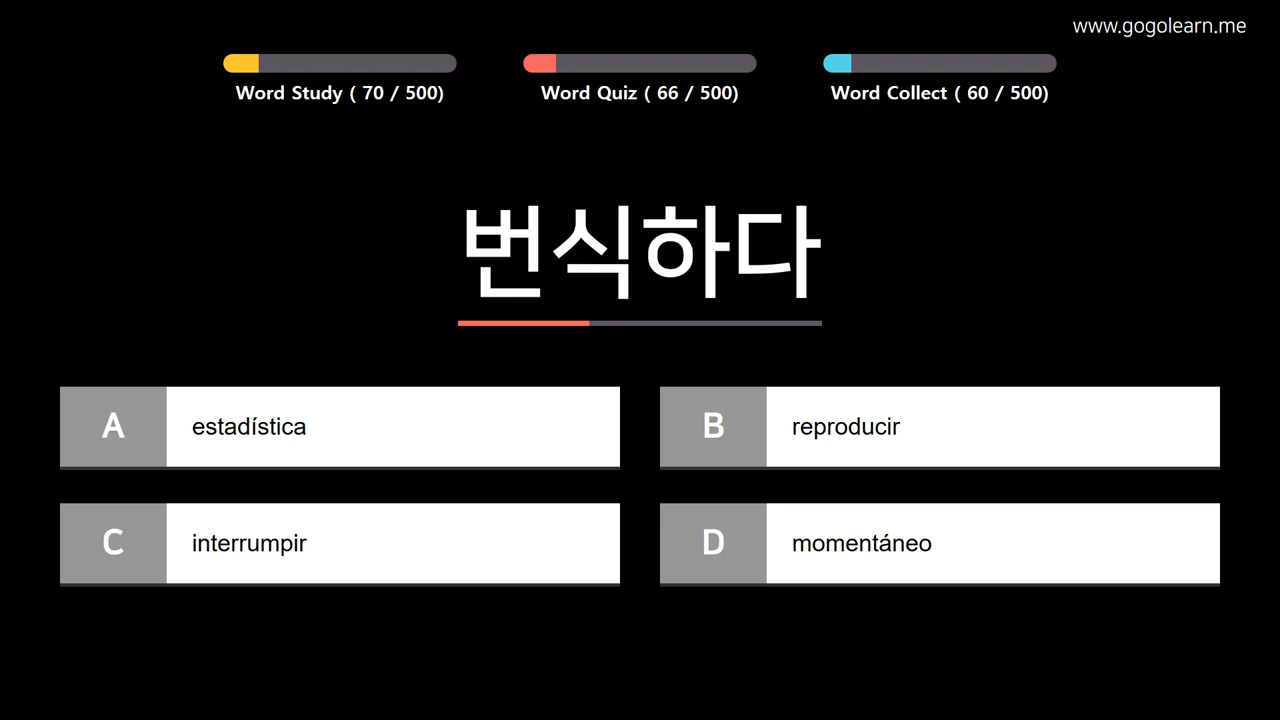 www.gogolearn.me
Word Study ( 70 / 500)
Word Quiz ( 66 / 500)
Word Collect ( 60 / 500)
번식하다
A estadística
B reproducir
C interrumpir
D momentáneo